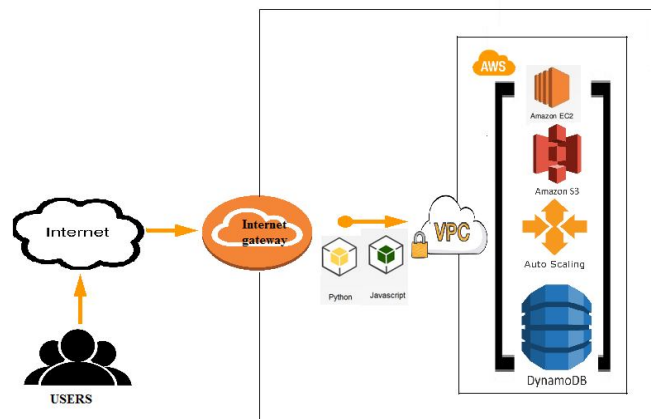 AWS
Amazon EC2
Amazon S3
Internet
Internet
gateway
VPC
Auto Scaling
Python
Javascript
DynamoDB
USERS